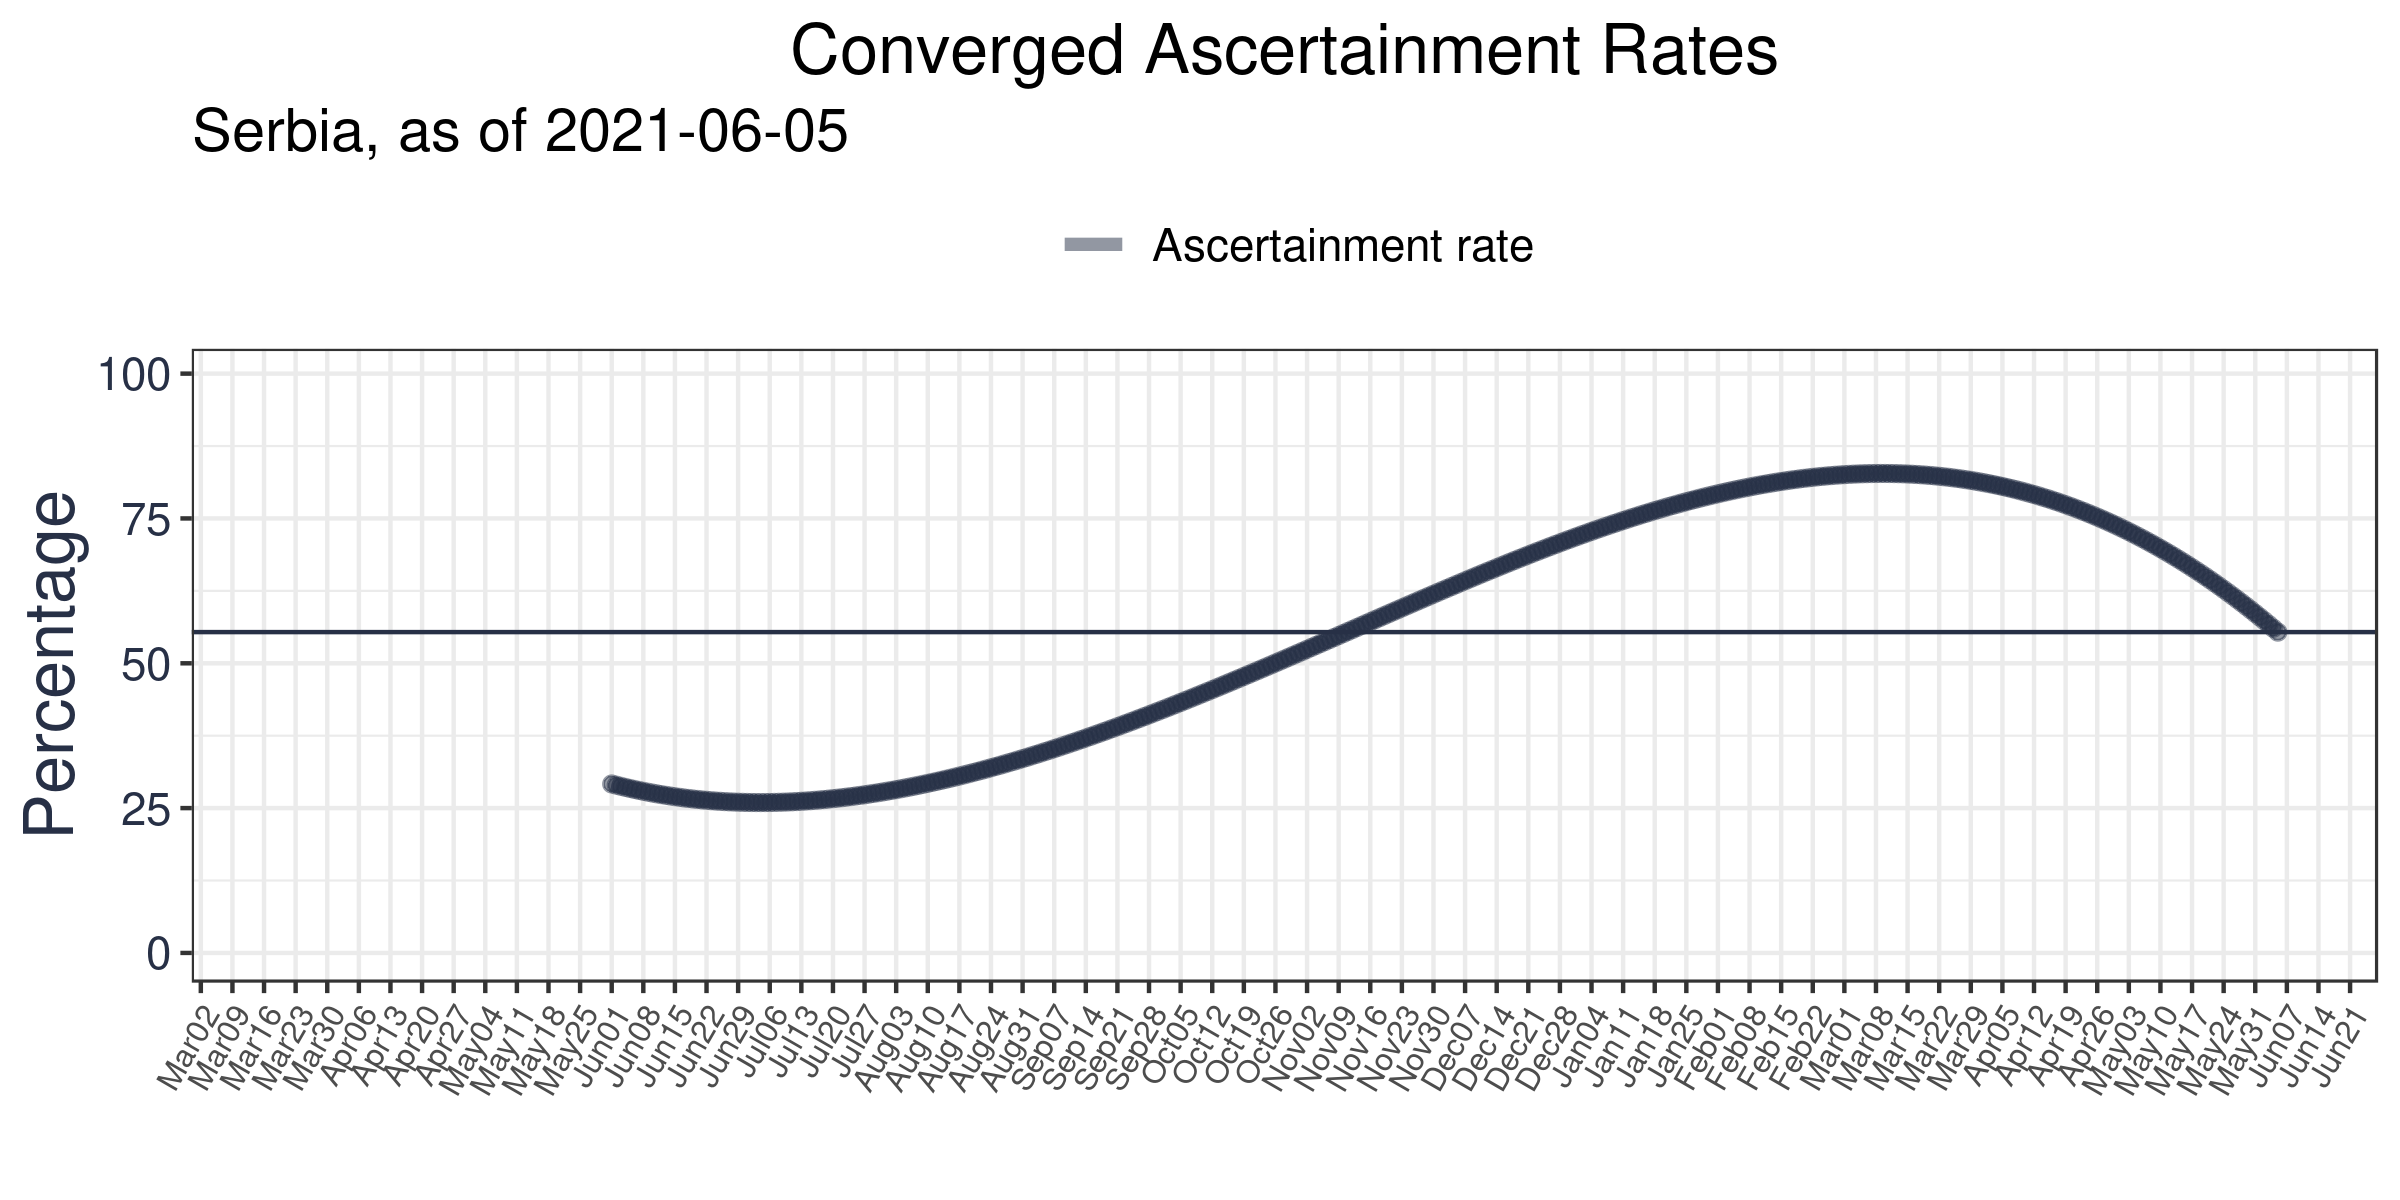 Converged Ascertainment Rates
Serbia, as of 2021-06-05
Ascertainment rate
Percentage
100
75
50
25
0
Mar02
Mar09
Mar16
Mar23
Mar30
Apr06
Apr13
Apr20
Apr27
May04
May11
May18
May25
Jun01
Jun08
Jun15
Jun22
Jun29
Jul06
Jul13
Jul20
Jul27
Aug03
Aug10
Aug17
Aug24
Aug31
Sep07
Sep14
Sep21
Sep28
Oct05
Oct12
Oct19
Oct26
Nov02
Nov09
Nov16
Nov23
Nov30
Dec07
Dec14
Dec21
Dec28
Jan04
Jan11
Jan18
Jan25
Feb01
Feb08
Feb15
Feb22
Mar01
Mar08
Mar15
Mar22
Mar29
Apr05
Apr12
Apr19
Apr26
May03
May10
May17
May24
May31
Jun07
Jun14
Jun21